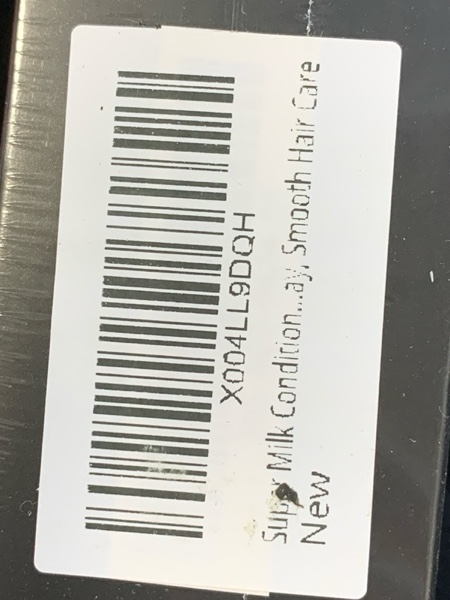 X004LL9DQH
Super Milk Condition...ay, Smooth Hair Care
New